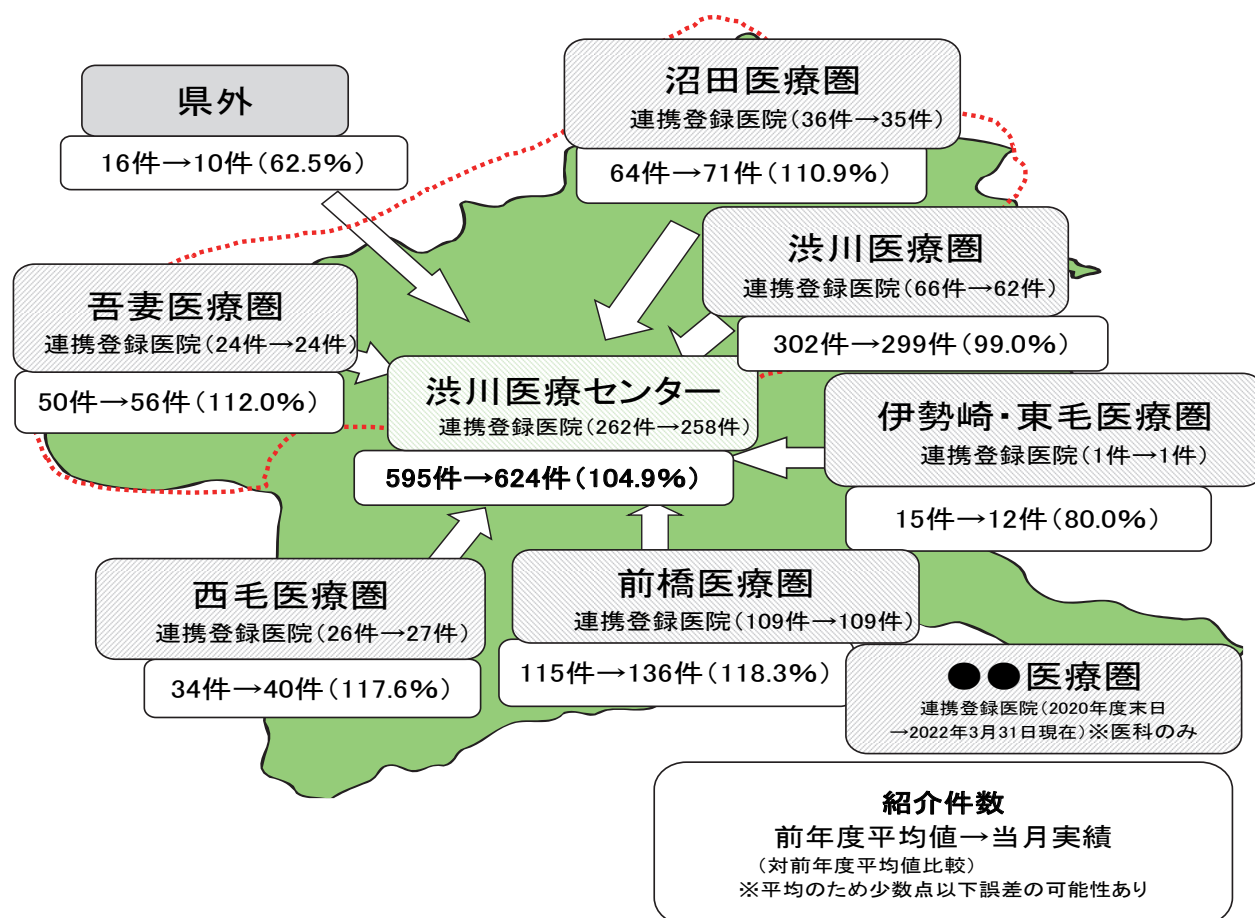 県外
16件→10件(62.5%)
沼田医療圏
連携登録医院(36件→35件)
64件→71件(110.9%)
渋川医療圏
連携登録医院(66件→62件)
302件→299件(99.0%)
吾妻医療圏
連携登録医院(24件→24件)
50件→56件(112.0%)
渋川医療センター
連携登録医院(262件→258件)
595件→624件(104.9%)
伊勢崎・東毛医療圏
連携登録医院(1件→1件)
15件→12件(80.0%)
西毛医療圏
連携登録医院(26件→27件)
34件→40件(117.6%)
前橋医療圏
連携登録医院(109件→109件)
115件→136件(118.3%)
●●医療圏
連携登録医院(2020年度末日
→2022年3月31日現在)※医科のみ
紹介件数
前年度平均値→当月実績
(対前年度平均値比較)
※平均のため少数点以下誤差の可能性あり